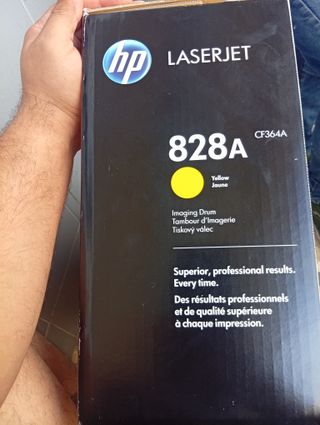 hp LASERJET
828A CF364A
Yellow
Jaune
Imaging Drum
Tambour d'Imagerie
Tiskový válec
Superior, professional results.
Every time.
Des résultats professionnels
et de qualité supérieure
à chaque impression.